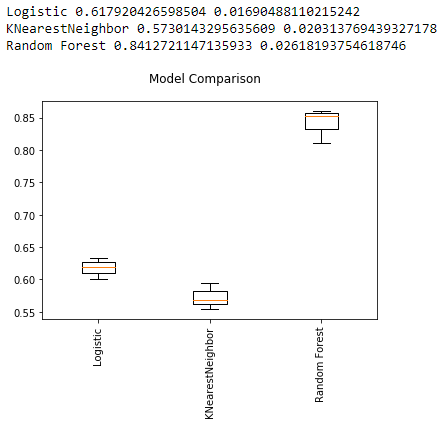 Logistic 0.617920426598504 0.01690488110215242
KNearestNeighbor 0.5730143295635609 0.020313769439327178
Random Forest 0.8412721147135933 0.02618193754618746
Model Comparison
0.85
0.80
0.75
0.70
0.65
0.60
0.55
Logistic
KNearestNeighbor
Random Forest